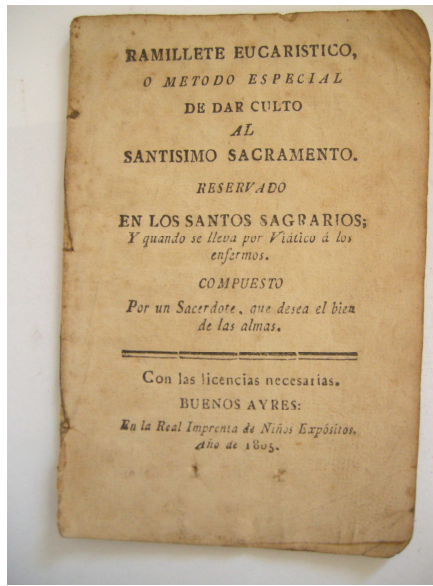 RAMILLETE EUCARISTICO,
O METODO ESPECIAL
DE DAR CULTO
AL
SANTISIMO SACRAMENTO.
RESERVADO
EN LOS SANTOS SAGRARIOS;
Y quando se lleva por Viático á los
enfermos.
COMPUESTO
Por un Sacerdote, que desea el bien
de las almas.
Con las licencias necesarias.
BUENOS AYRES:
En la Real Imprenta de Niños Expósitos.
Año de 1805.